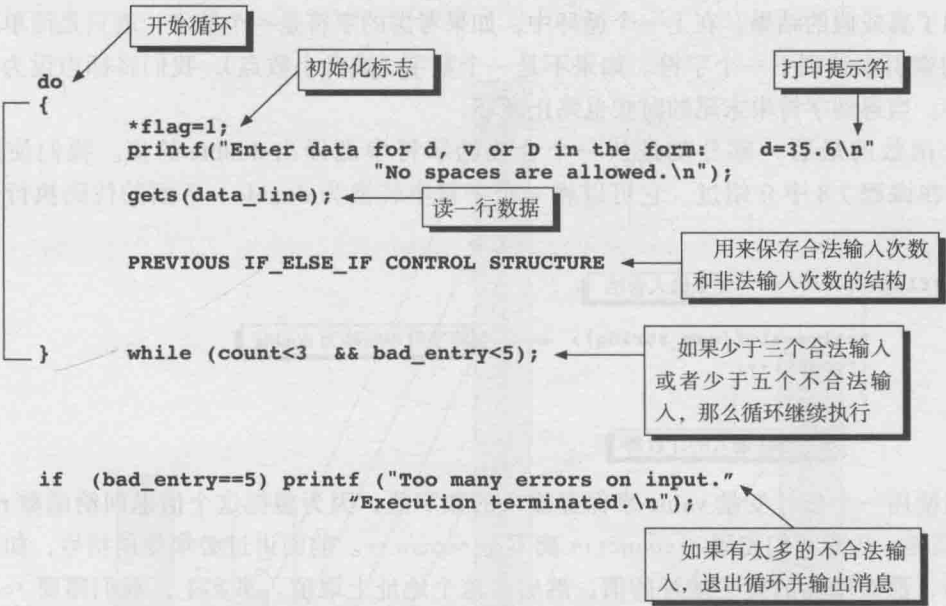 开始循环
初始化标志
打印提示符
do
{
*flag=1;
printf("Enter data for d, L, T or D in the form: d=35.6\n"
"No spaces are allowed.\n");
gets(data_line);
读一行数据
PREVIOUS IF_ELSE_IF CONTROL STRUCTURE
用来保存合法输入次数
和非法输入次数的结构
} while (count<3 && bad_entry<5);
如果少于三个合法输入
或者少于五个不合法输
入，那么循环继续执行
if (bad_entry==5) printf ("Too many errors on input."
"Execution terminated.\n");
如果有太多的不合法输
退出循环并输出消息